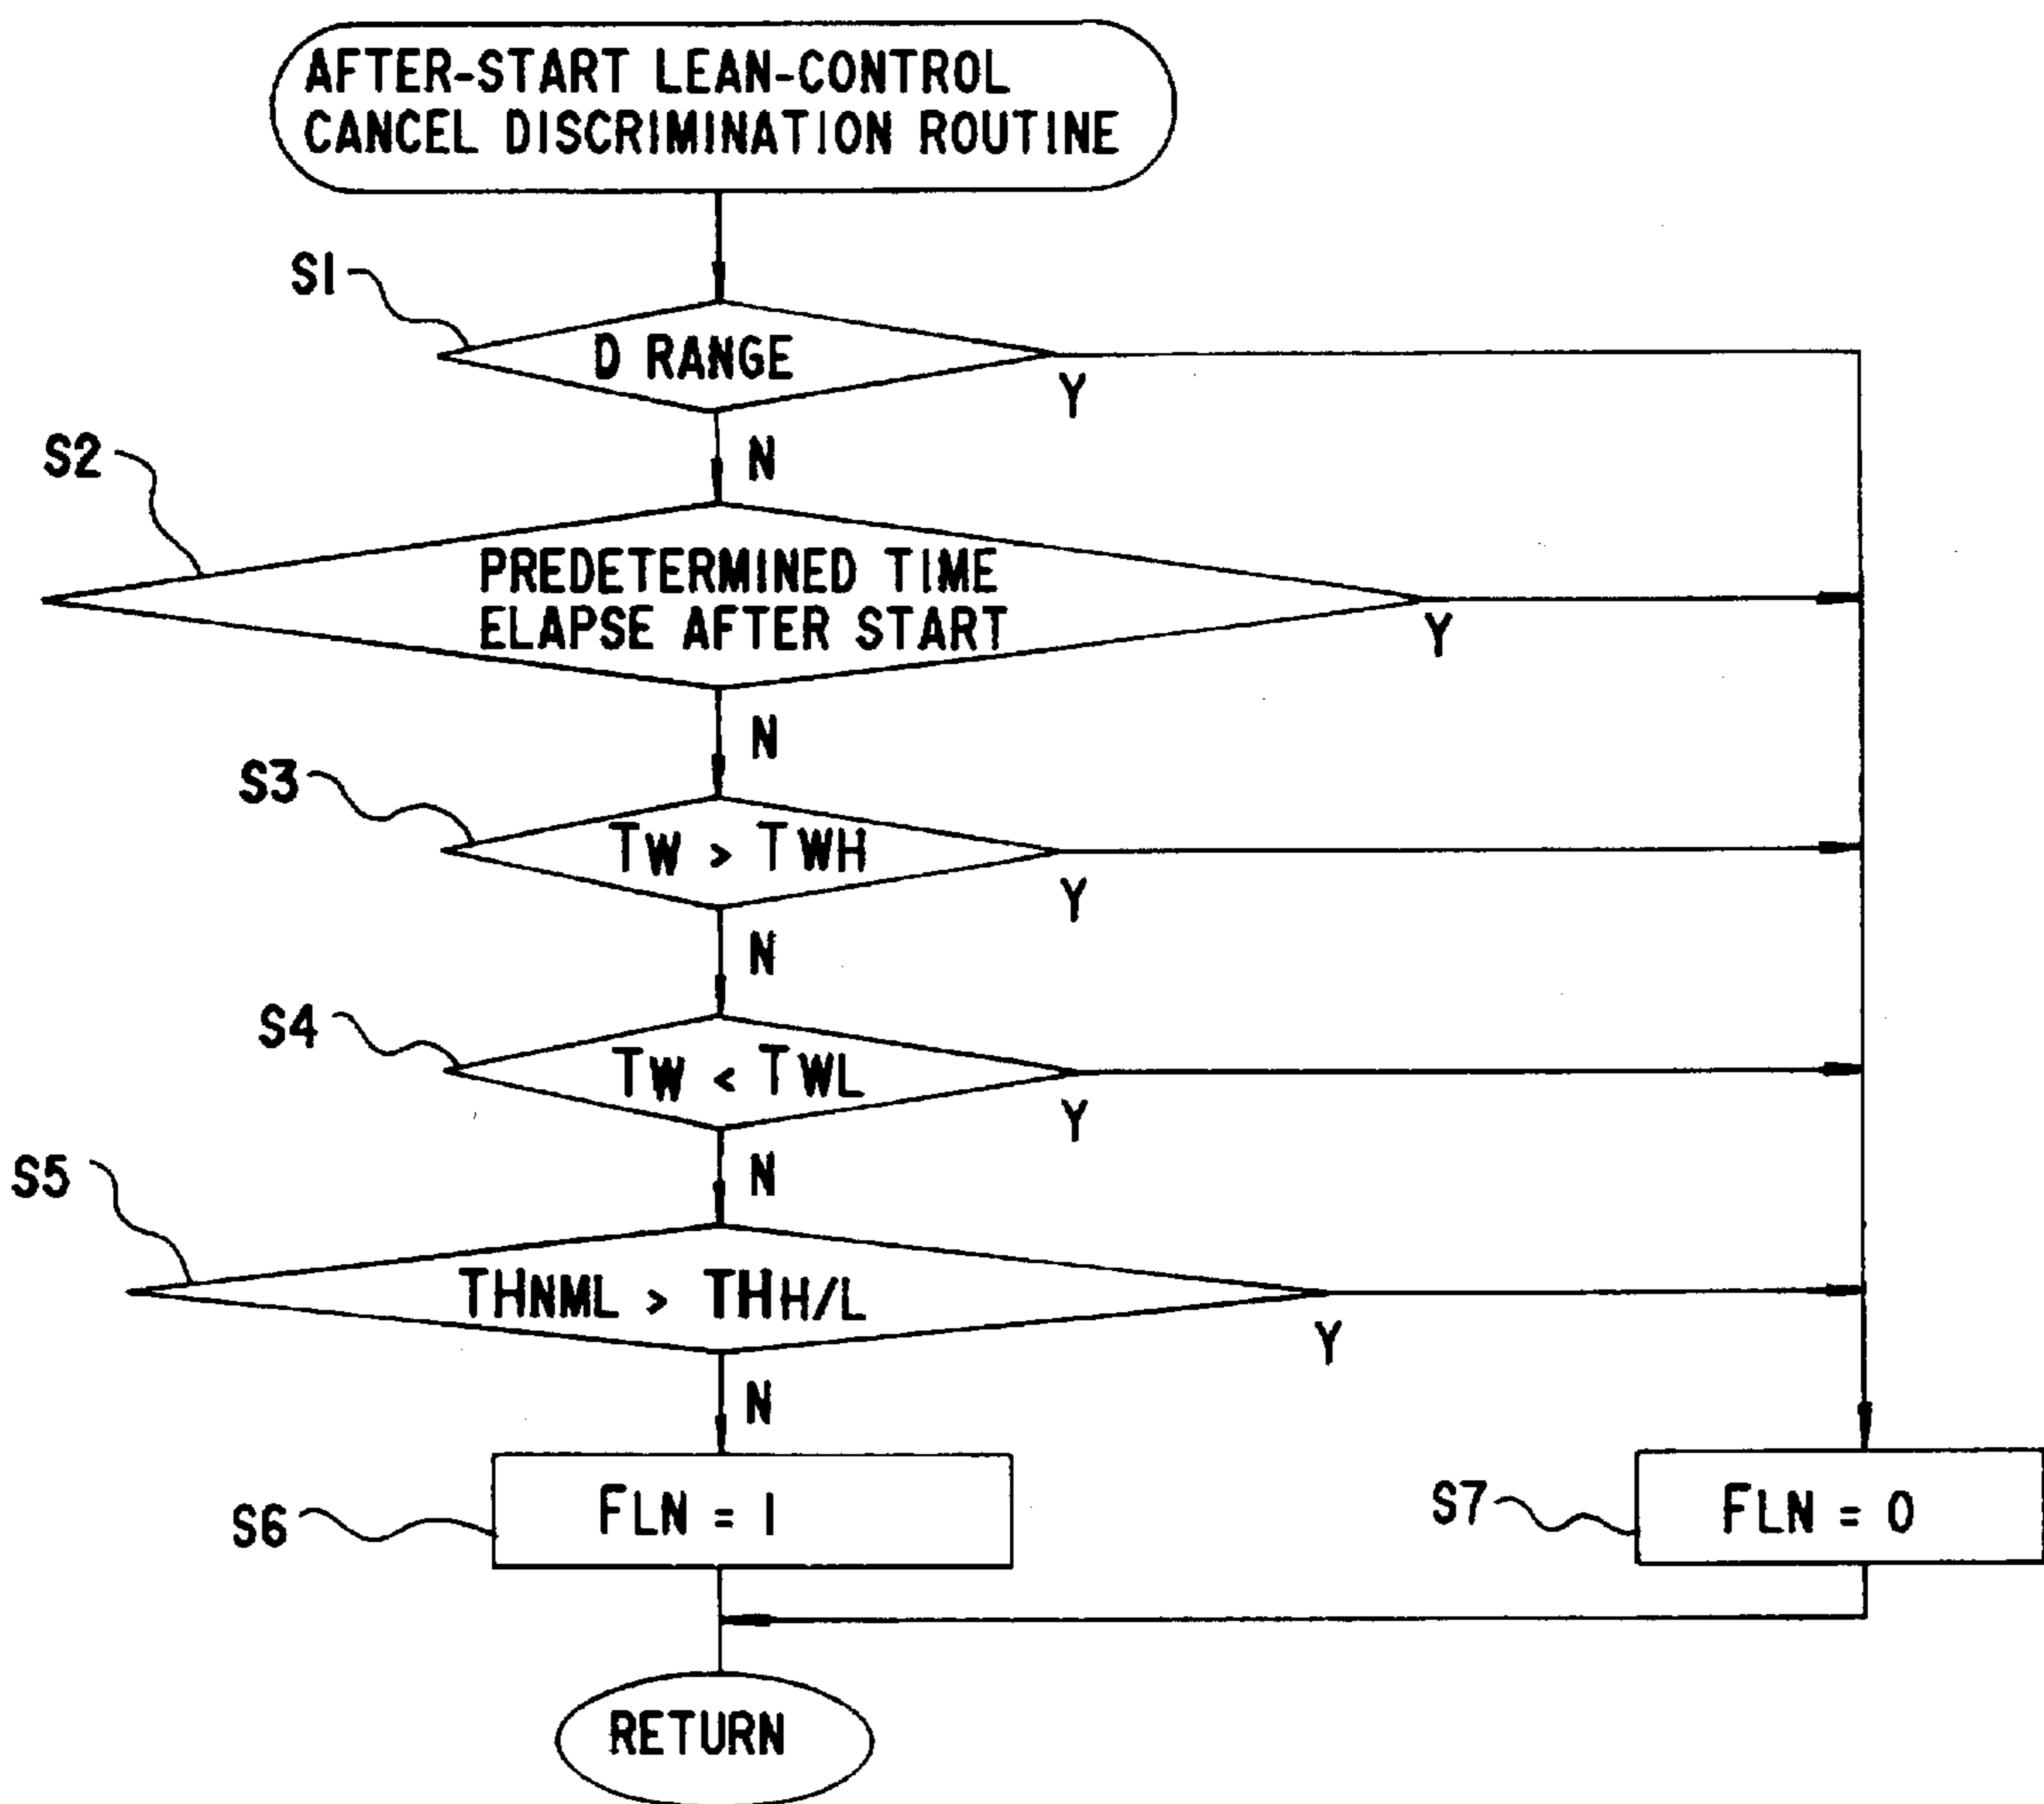 AFTER-START LEAN-CONTROL
CANCEL DISCRIMINATION ROUTINE
S1
D RANGE
Y
N
S2
PREDETERMINED TIME
ELAPSE AFTER START
Y
N
S3
TW > TWH
Y
N
S4
TW < TWL
Y
N
S5
THNML > THH/L
Y
N
S6
FLN = 1
S7
FLN = 0
RETURN